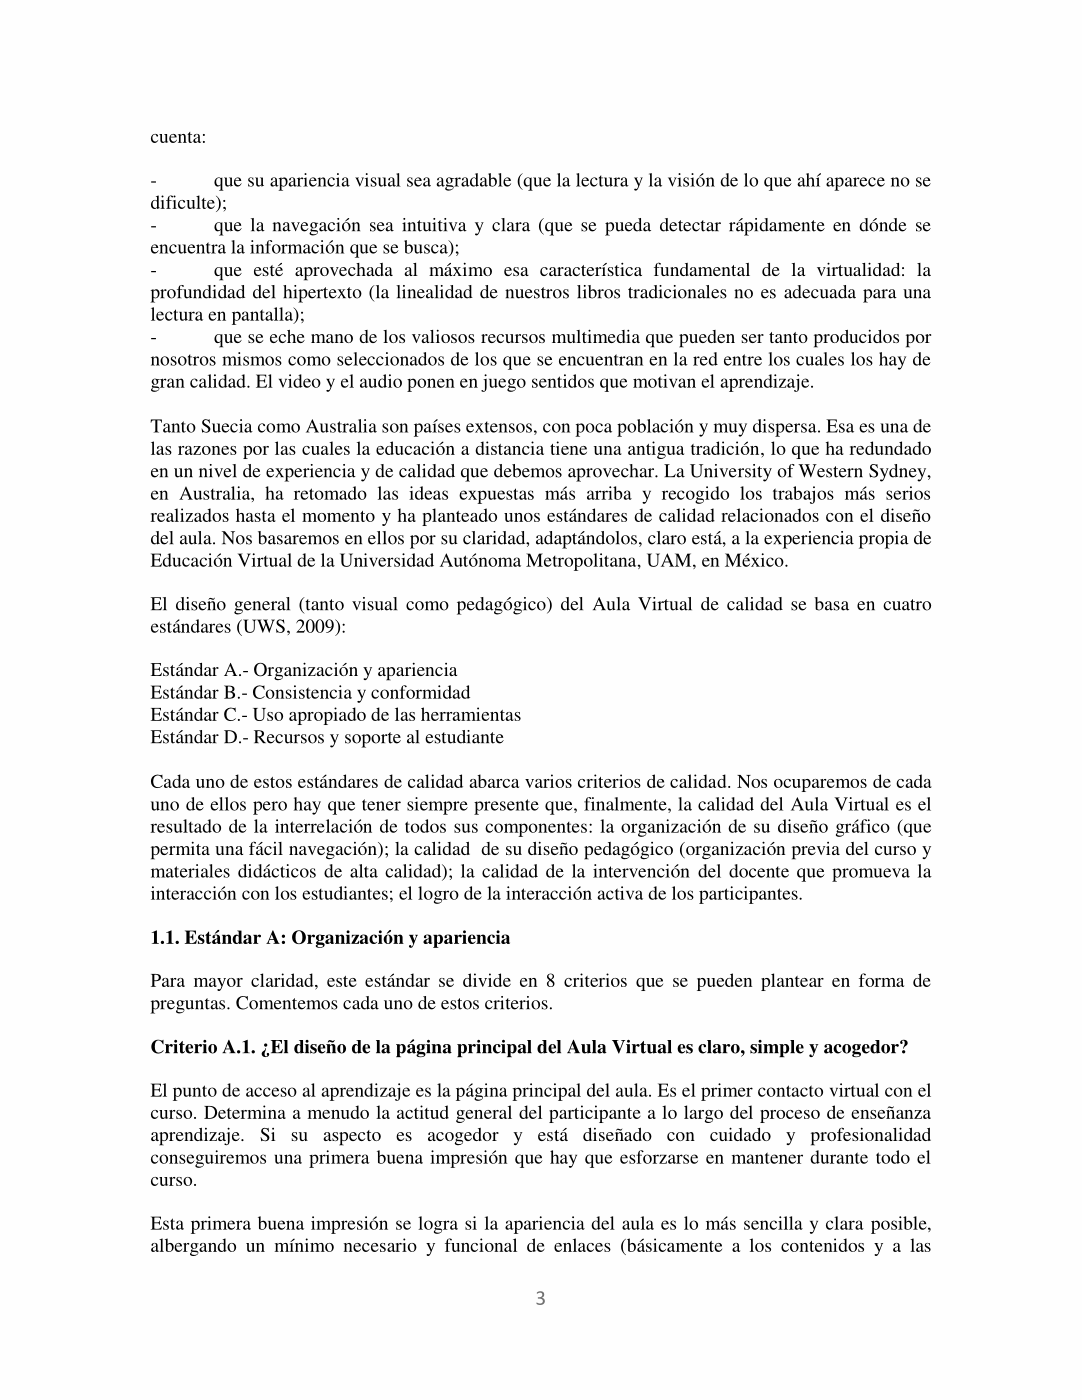 cuenta:
- que su apariencia visual sea agradable (que la lectura y la visión de lo que ahí aparece no se
dificulte);
- que la navegación sea intuitiva y clara (que se pueda detectar rápidamente en dónde se
encuentra la información que se busca);
- que esté aprovechada al máximo esa característica fundamental de la virtualidad: la
profundidad del hipertexto (la linealidad de nuestros libros tradicionales no es adecuada para una
lectura en pantalla);
- que se eche mano de los valiosos recursos multimedia que pueden ser tanto producidos por
nosotros mismos como seleccionados de los que se encuentran en la red entre los cuales los hay de
gran calidad. El video y el audio ponen en juego sentidos que motivan el aprendizaje.
Tanto Suecia como Australia son países extensos, con poca población y muy dispersa. Esa es una de
las razones por las cuales la educación a distancia tiene una antigua tradición, lo que ha redundado
en un nivel de experiencia y de calidad que debemos aprovechar. La University of Western Sydney,
en Australia, ha retomado las ideas expuestas más arriba y recogido los trabajos más serios
realizados hasta el momento y ha planteado unos estándares de calidad relacionados con el diseño
del aula. Nos basaremos en ellos por su claridad, adaptándolos, claro está, a la experiencia propia de
Educación Virtual de la Universidad Autónoma Metropolitana, UAM, en México.
El diseño general (tanto visual como pedagógico) del Aula Virtual de calidad se basa en cuatro
estándares (UWS, 2009):
Estándar A.- Organización y apariencia
Estándar B.- Consistencia y conformidad
Estándar C.- Uso apropiado de las herramientas
Estándar D.- Recursos y soporte al estudiante
Cada uno de estos estándares de calidad abarca varios criterios de calidad. Nos ocuparemos de cada
uno de ellos pero hay que tener siempre presente que, finalmente, la calidad del Aula Virtual es el
resultado de la interrelación de todos sus componentes: la organización de su diseño gráfico (que
permita una fácil navegación); la calidad de su diseño pedagógico (organización previa del curso y
materiales didácticos de alta calidad); la calidad de la intervención del docente que promueva la
interacción con los estudiantes; el logro de la interacción activa de los participantes.
1.1. Estándar A: Organización y apariencia
Para mayor claridad, este estándar se divide en 8 criterios que se pueden plantear en forma de
preguntas. Comentemos cada uno de estos criterios.
Criterio A.1. ¿El diseño de la página principal del Aula Virtual es claro, simple y acogedor?
El punto de acceso al aprendizaje es la página principal del aula. Es el primer contacto virtual con el
curso. Determina a menudo la actitud general del participante a lo largo del proceso de enseñanza
aprendizaje. Si su aspecto es acogedor y está diseñado con cuidado y profesionalidad
conseguiremos una primera buena impresión que hay que esforzarse en mantener durante todo el
curso.
Esta primera buena impresión se logra si la apariencia del aula es lo más sencilla y clara posible,
albergando un mínimo necesario y funcional de enlaces (básicamente a los contenidos y a las
3